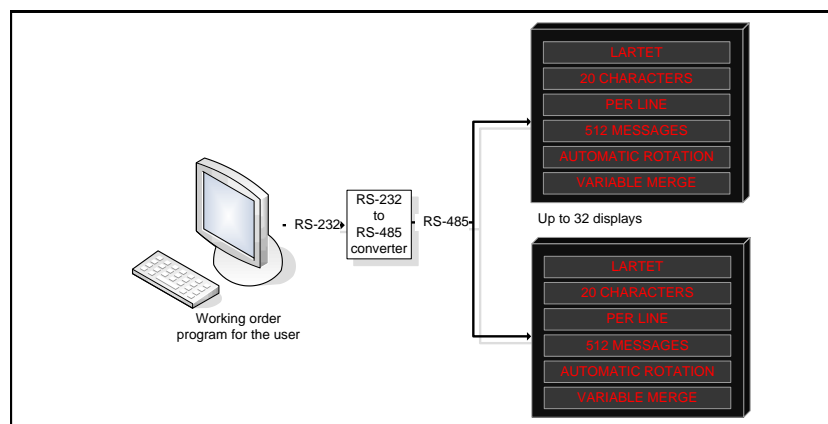 LARTET
20 CHARACTERS
PER LINE
512 MESSAGES
AUTOMATIC ROTATION
VARIABLE MERGE
RS-232
RS-232
to
RS-485
converter
RS-485
Up to 32 displays
Working order
program for the user
LARTET
20 CHARACTERS
PER LINE
512 MESSAGES
AUTOMATIC ROTATION
VARIABLE MERGE